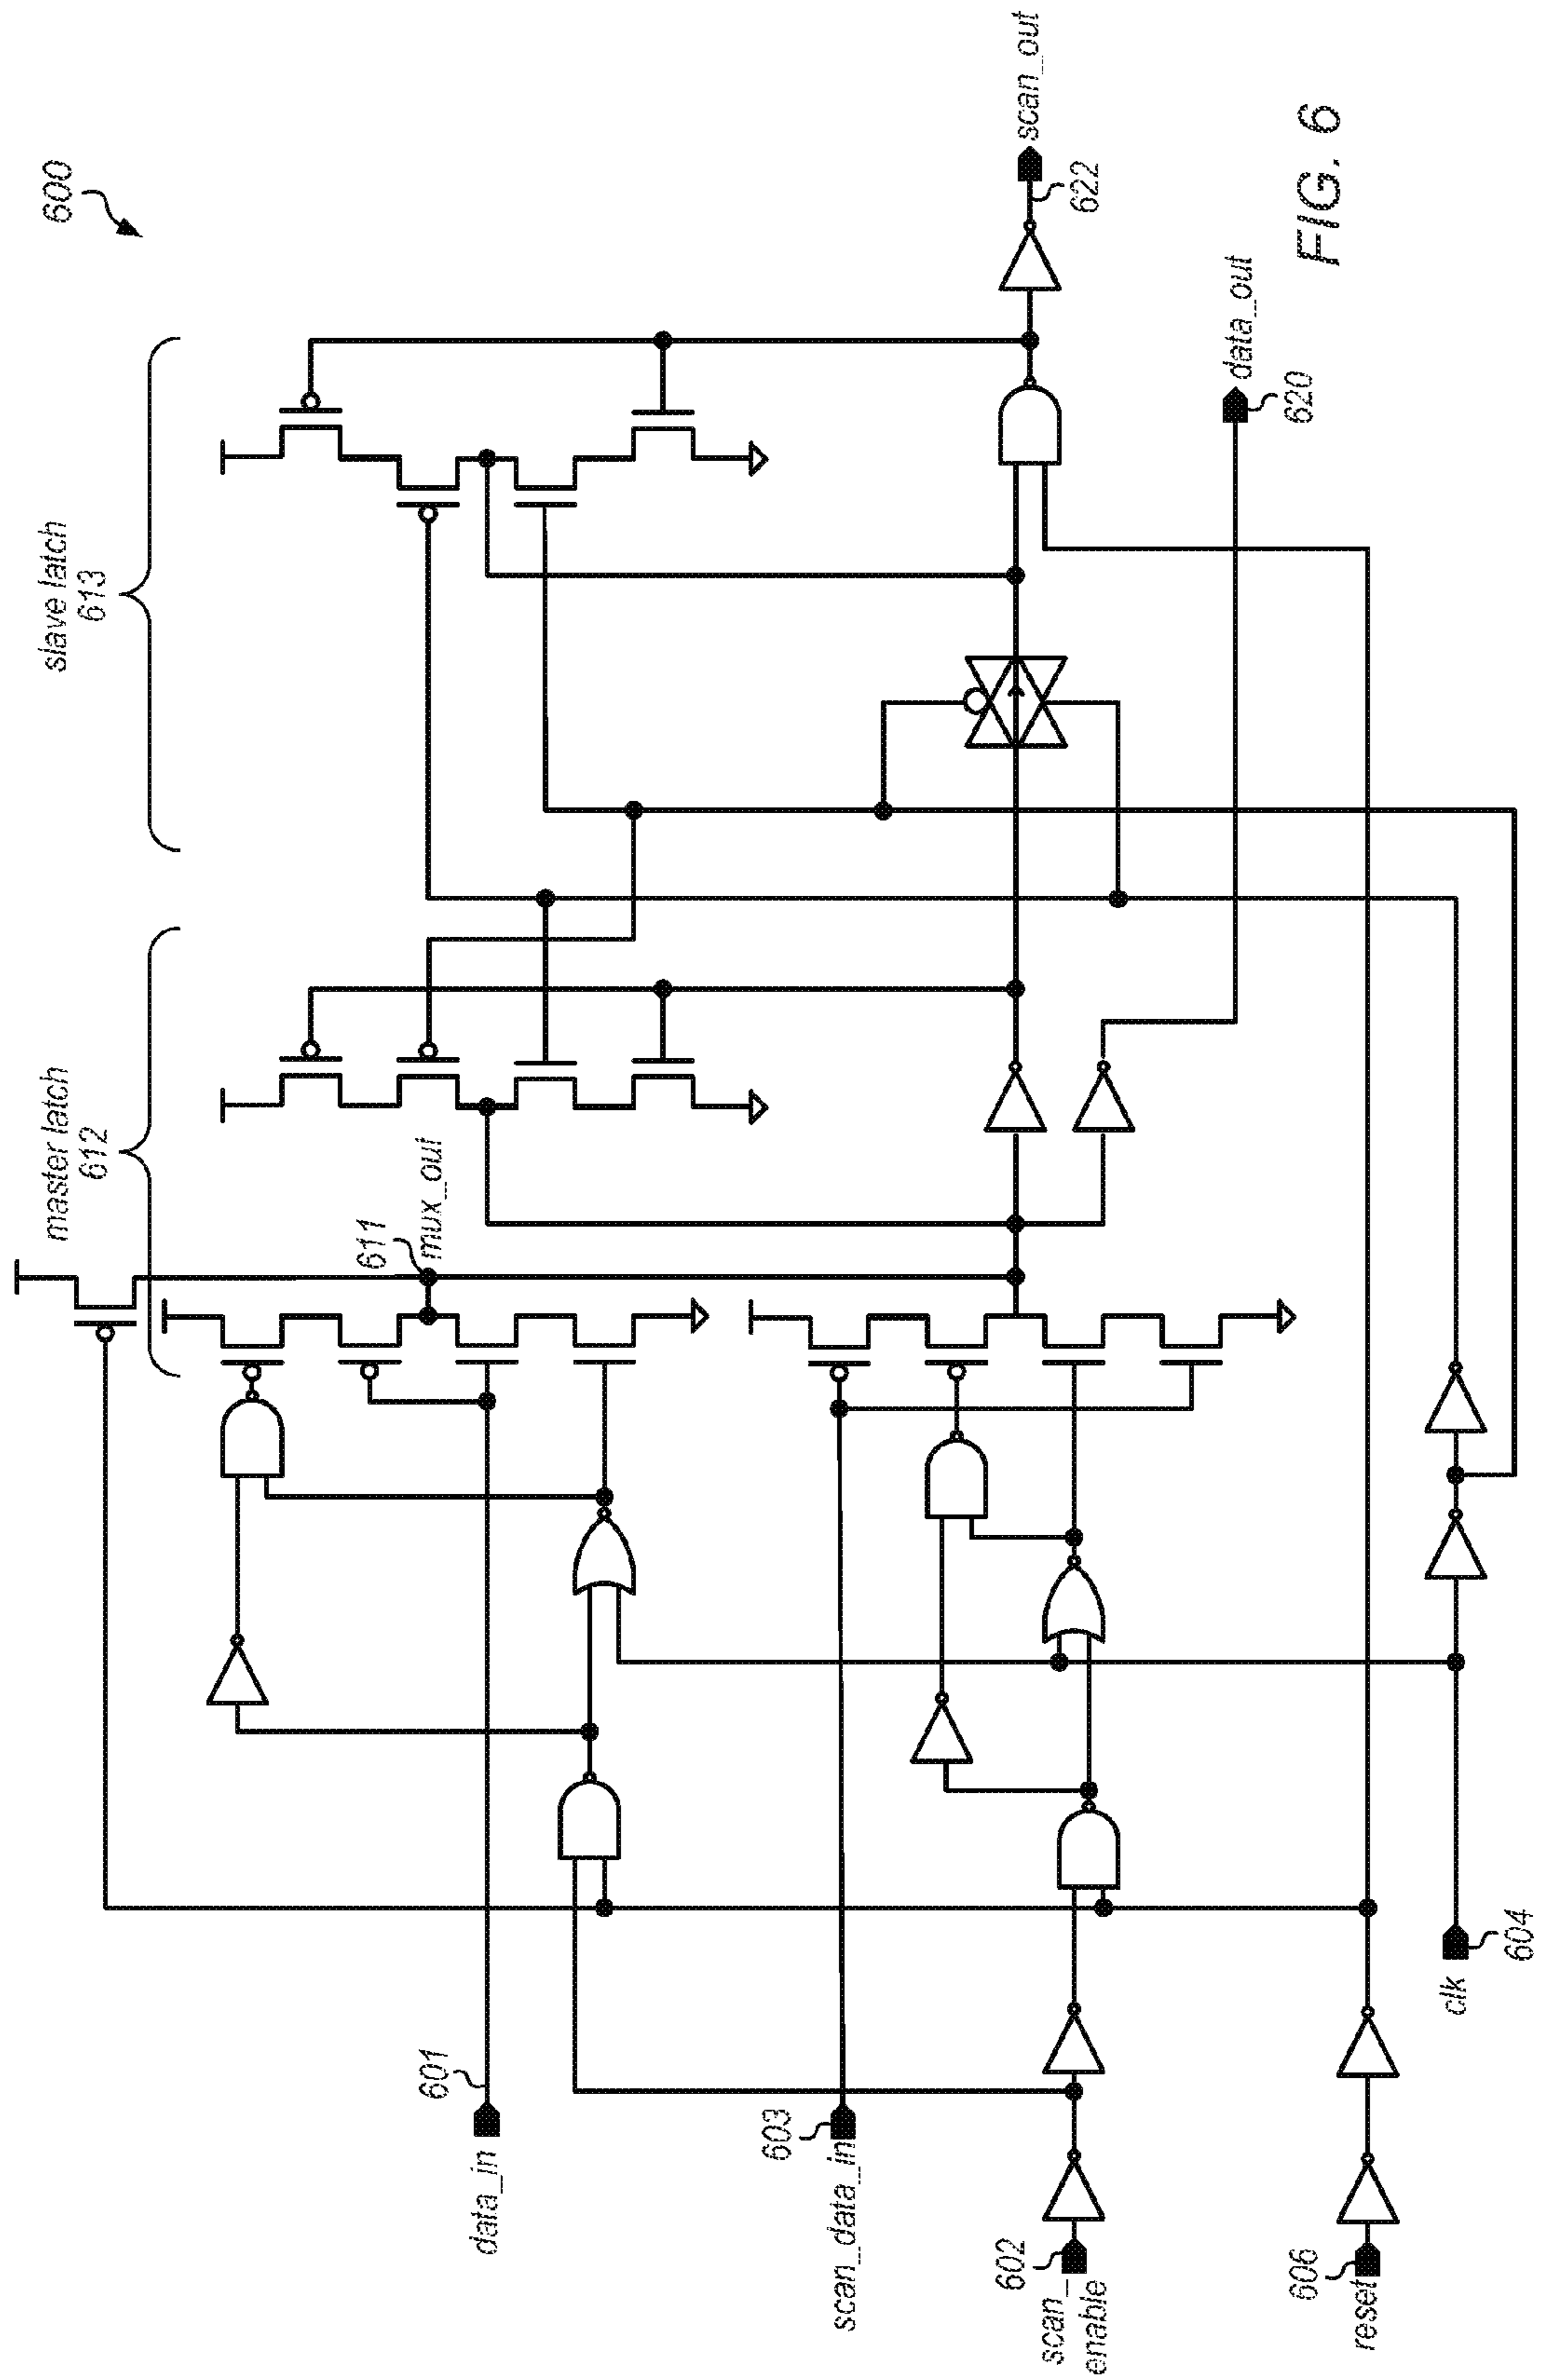 600
slave latch
613
master latch
612
611
mux_out
scan_out
622
data_out
620
FIG. 6
601
data_in
603
scan_data_in
602
scan_
enable
606
reset
clk
604